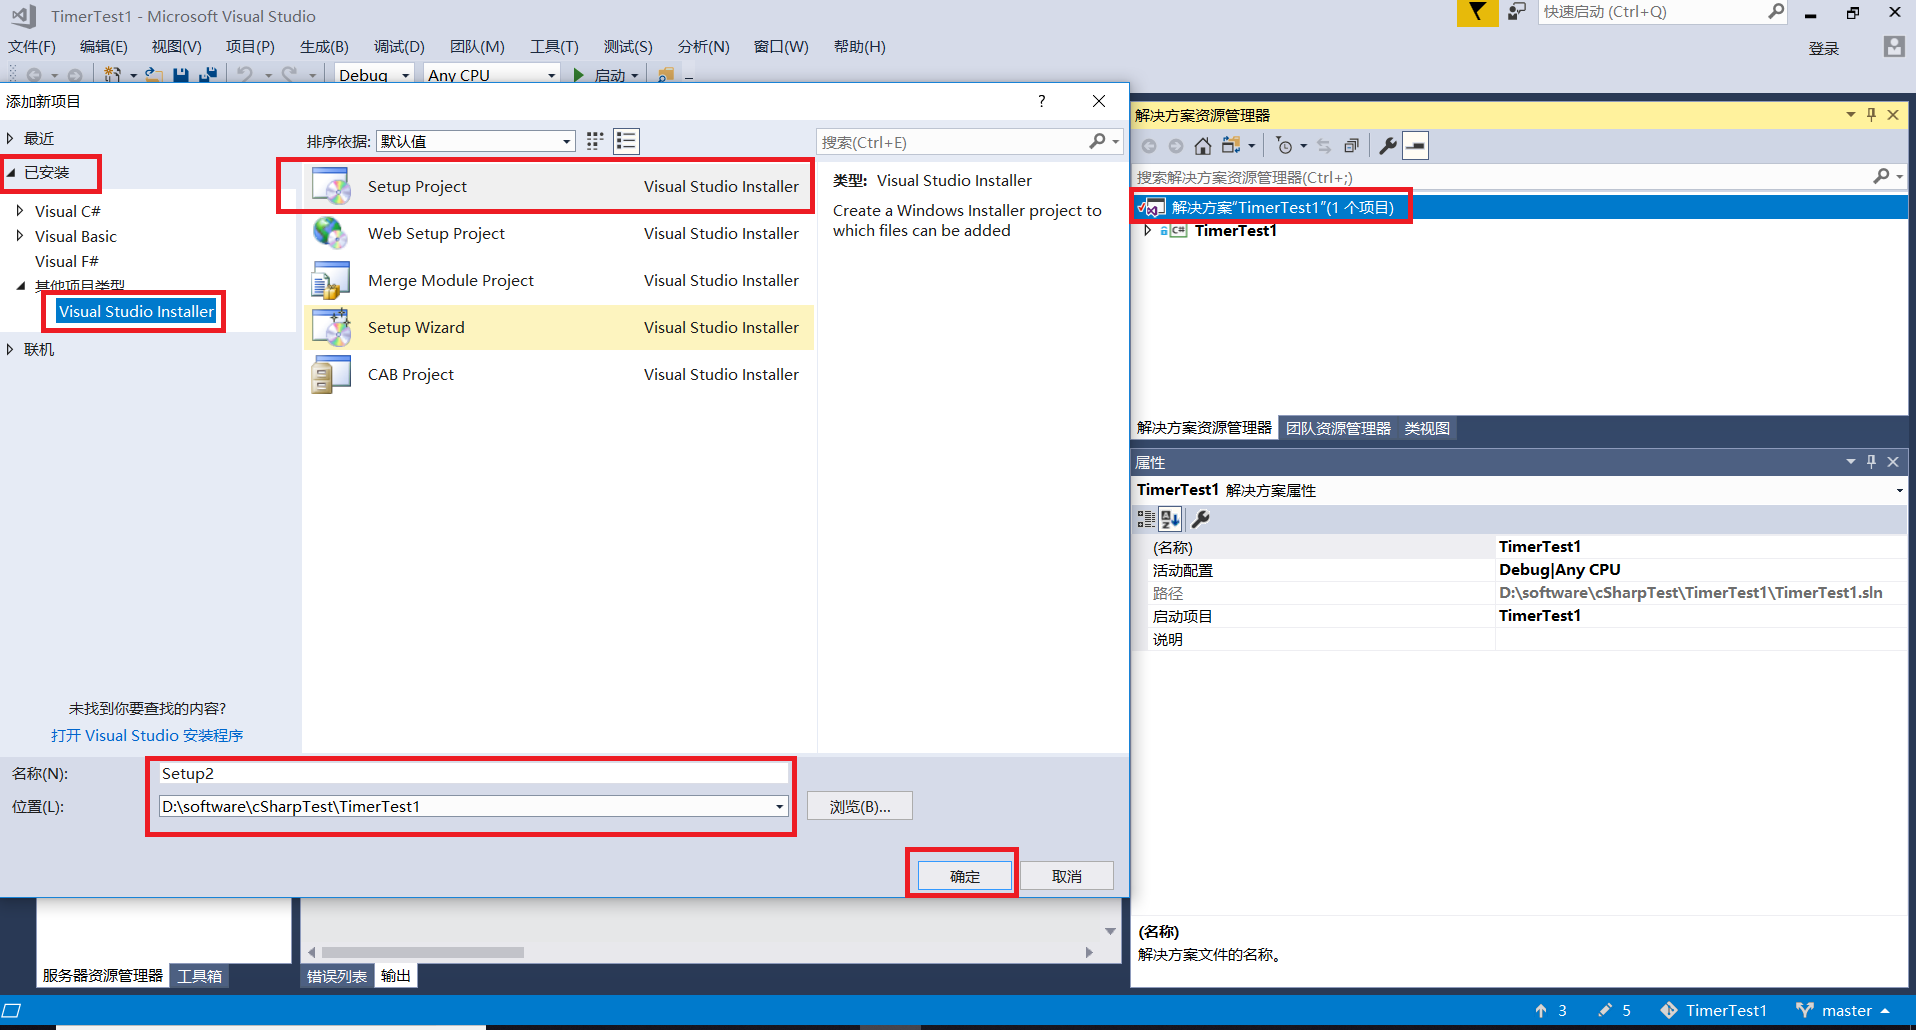 TimerTest1 - Microsoft Visual Studio
快速启动 (Ctrl+Q)
文件(F) 编辑(E) 视图(V) 项目(P) 生成(B) 调试(D) 团队(M) 工具(T) 测试(S) 分析(N) 窗口(W) 帮助(H)
登录
Debug Any CPU 启动
添加新项目
?
最近
已安装
Visual C#
Visual Basic
Visual F#
其他项目类型
Visual Studio Installer
联机
未找到你要查找的内容?
打开 Visual Studio 安装程序
排序依据: 默认值
搜索(Ctrl+E)
Setup Project Visual Studio Installer
Web Setup Project Visual Studio Installer
Merge Module Project Visual Studio Installer
Setup Wizard Visual Studio Installer
CAB Project Visual Studio Installer
类型: Visual Studio Installer
Create a Windows Installer project to
which files can be added
名称(N): Setup2
位置(L): D:\software\cSharpTest\TimerTest1
浏览(B)...
确定 取消
解决方案资源管理器
搜索解决方案资源管理器(Ctrl+;)
解决方案"TimerTest1"(1 个项目)
C# TimerTest1
解决方案资源管理器 团队资源管理器 类视图
属性
TimerTest1 解决方案属性
(名称) TimerTest1
活动配置 Debug|Any CPU
路径 D:\software\cSharpTest\TimerTest1\TimerTest1.sln
启动项目 TimerTest1
说明
(名称)
解决方案文件的名称。
服务器资源管理器 工具箱
错误列表 输出
3 5 TimerTest1 master